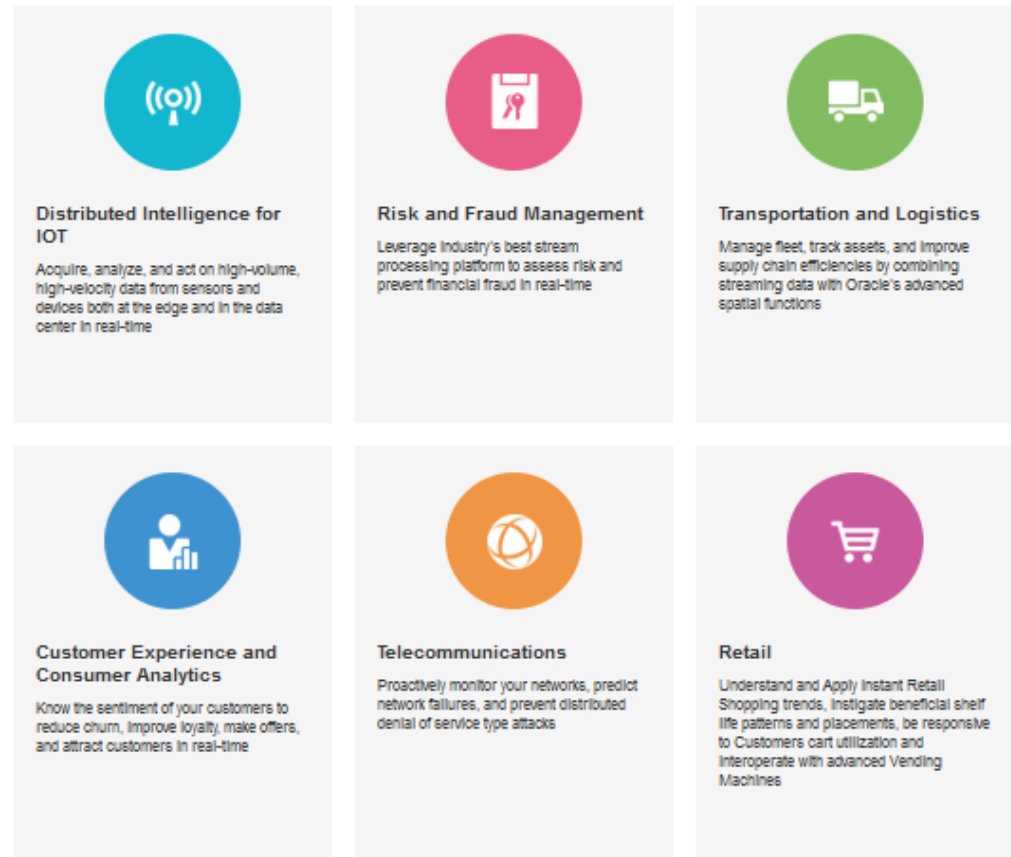 Distributed Intelligence for
IOT
Acquire, analyze, and act on high-volume,
high-velocity data from sensors and
devices both at the edge and in the data
center in real-time
Risk and Fraud Management
Leverage Industry's best stream
processing platform to assess risk and
prevent financial fraud in real-time
Transportation and Logistics
Manage fleet, track assets, and improve
supply chain efficiencies by combining
streaming data with Oracle's advanced
spatial functions
Customer Experience and
Consumer Analytics
Know the sentiment of your customers to
reduce churn, improve loyalty, make offers,
and attract customers in real-time
Telecommunications
Proactively monitor your networks, predict
network failures, and prevent distributed
denial of service type attacks
Retail
Understand and Apply Instant Retail
Shopping trends, instigate beneficial shelf
life patterns and placements, be responsive
to Customers cart utilization and
interoperate with advanced Vending
Machines